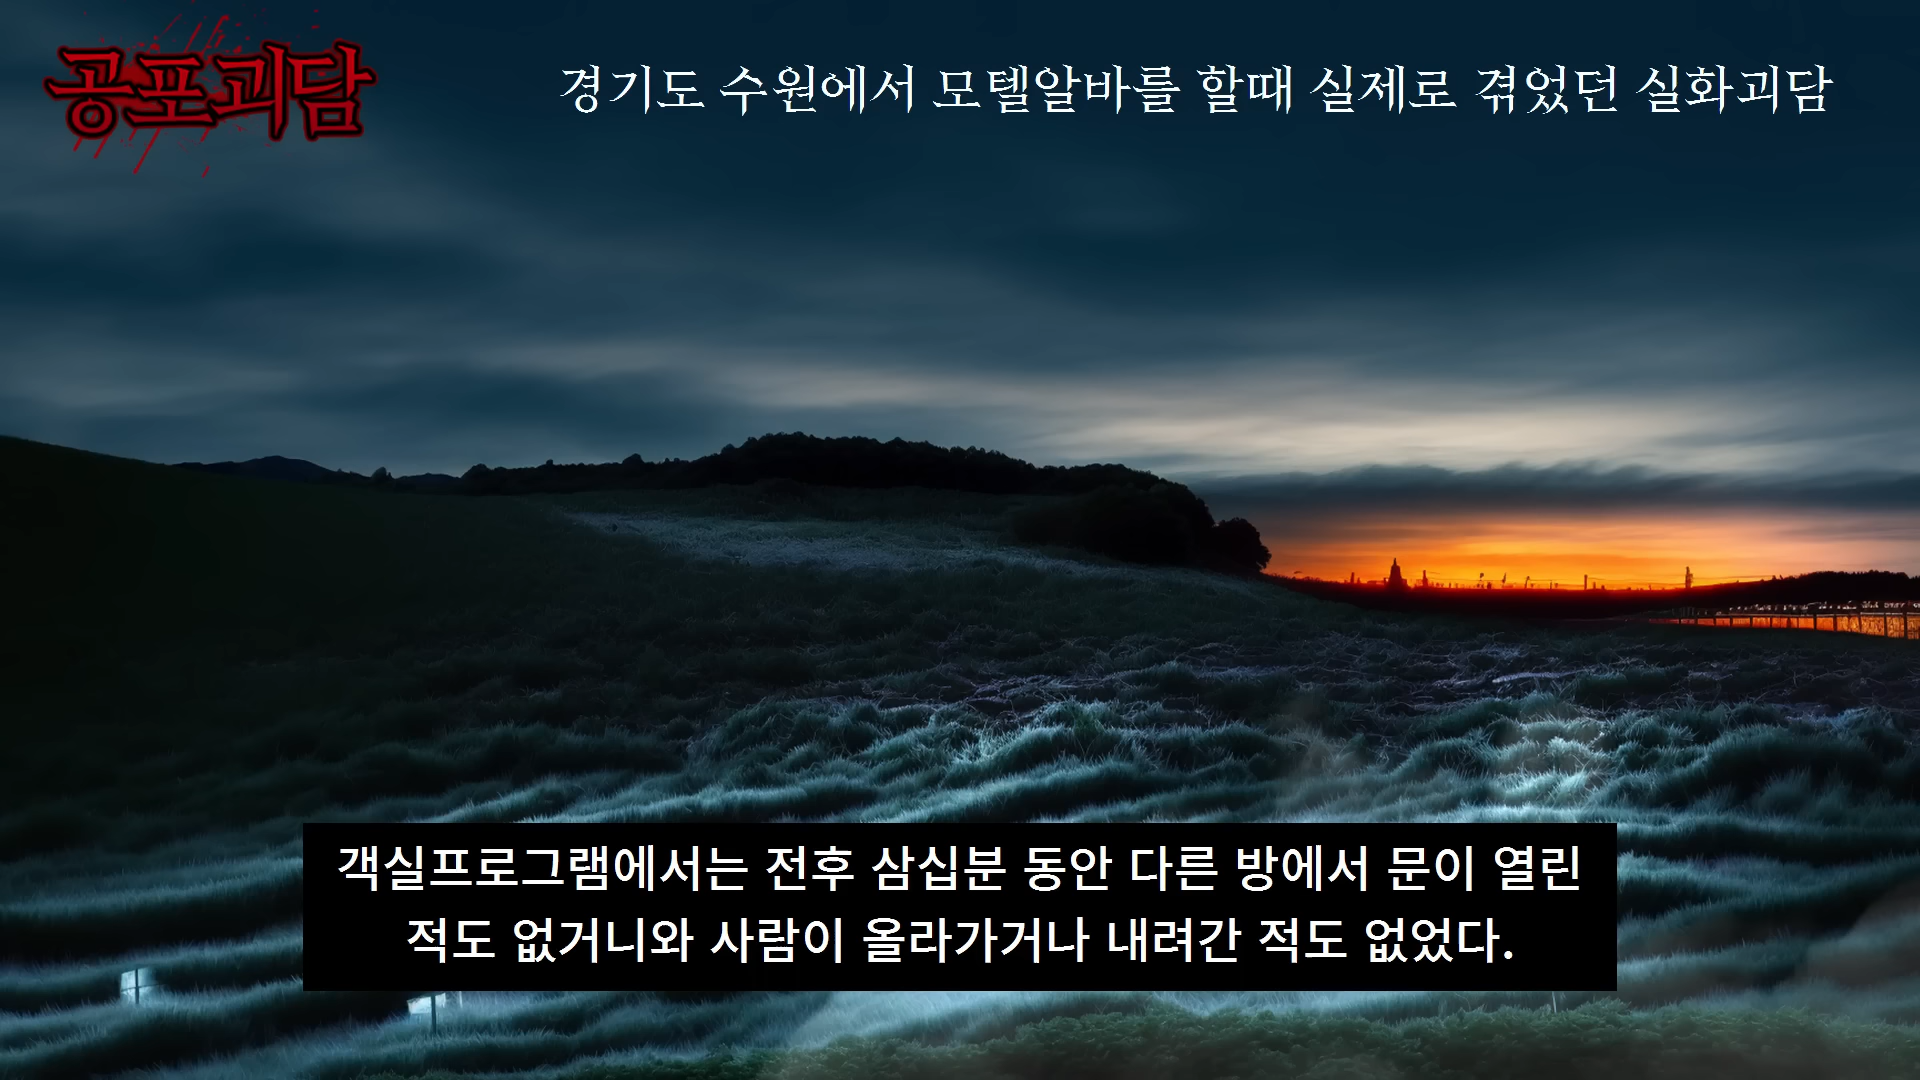 공포괴담
경기도 수원에서 모텔알바를 할때 실제로 겪었던 실화괴담
객실프로그램에서는 전후 삼십분 동안 다른 방에서 문이 열린
적도 없거니와 사람이 올라가거나 내려간 적도 없었다.